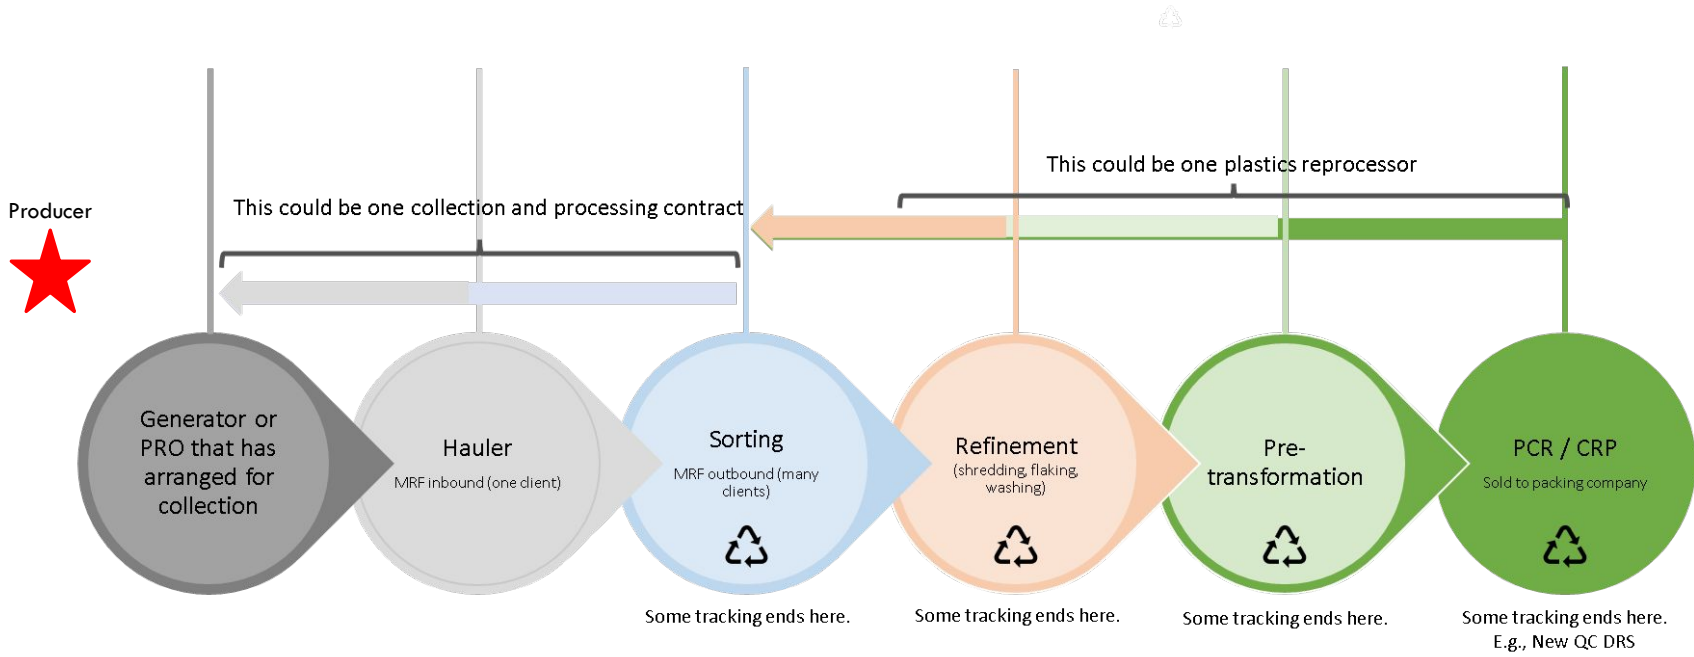 This could be one plastics reprocessor
Producer
This could be one collection and processing contract
Generator or
PRO that has
arranged for
collection
Hauler
MRF inbound (one client)
Sorting
MRF outbound (many
clients)
Refinement
(shredding, flaking,
washing)
Pre-
transformation
PCR / CRP
Sold to packing company
Some tracking ends here.
Some tracking ends here.
Some tracking ends here.
Some tracking ends here.
E.g., New QC DRS